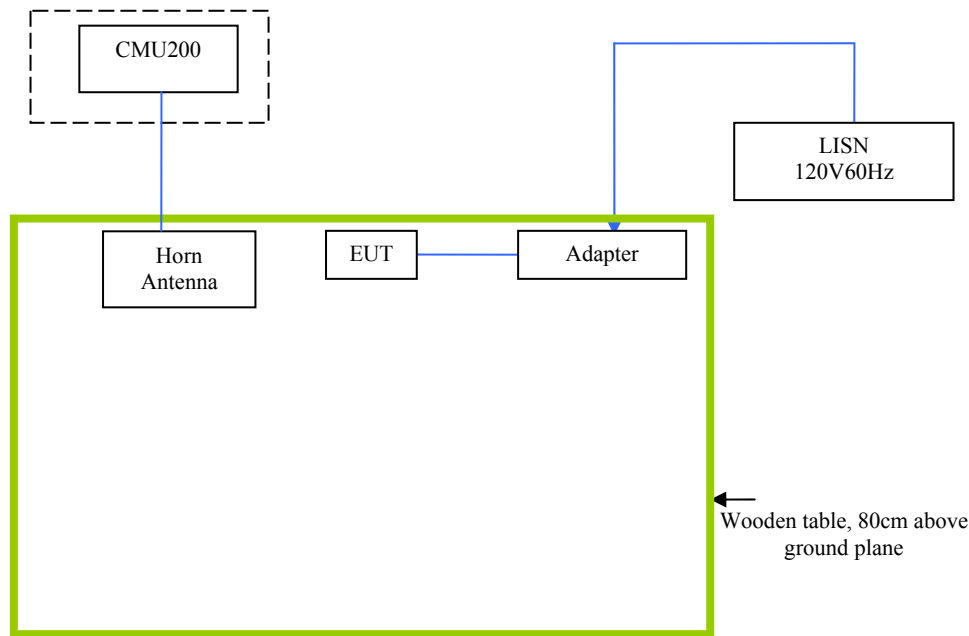 CMU200
LISN
120V60Hz
Horn
Antenna
EUT
Adapter
Wooden table, 80cm above
ground plane